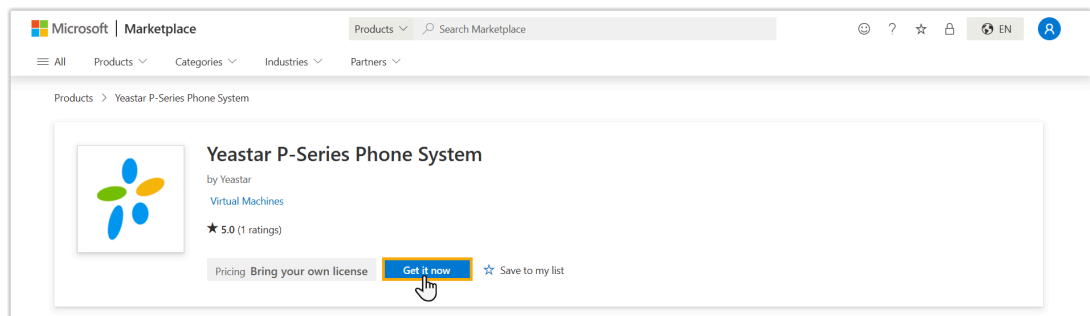 Microsoft | Marketplace Products Search Marketplace ? EN
All Products Categories Industries Partners
Products > Yeastar P-Series Phone System
Yeastar P-Series Phone System
by Yeastar
Virtual Machines
★ 5.0 (1 ratings)
Pricing Bring your own license Get it now ☆ Save to my list